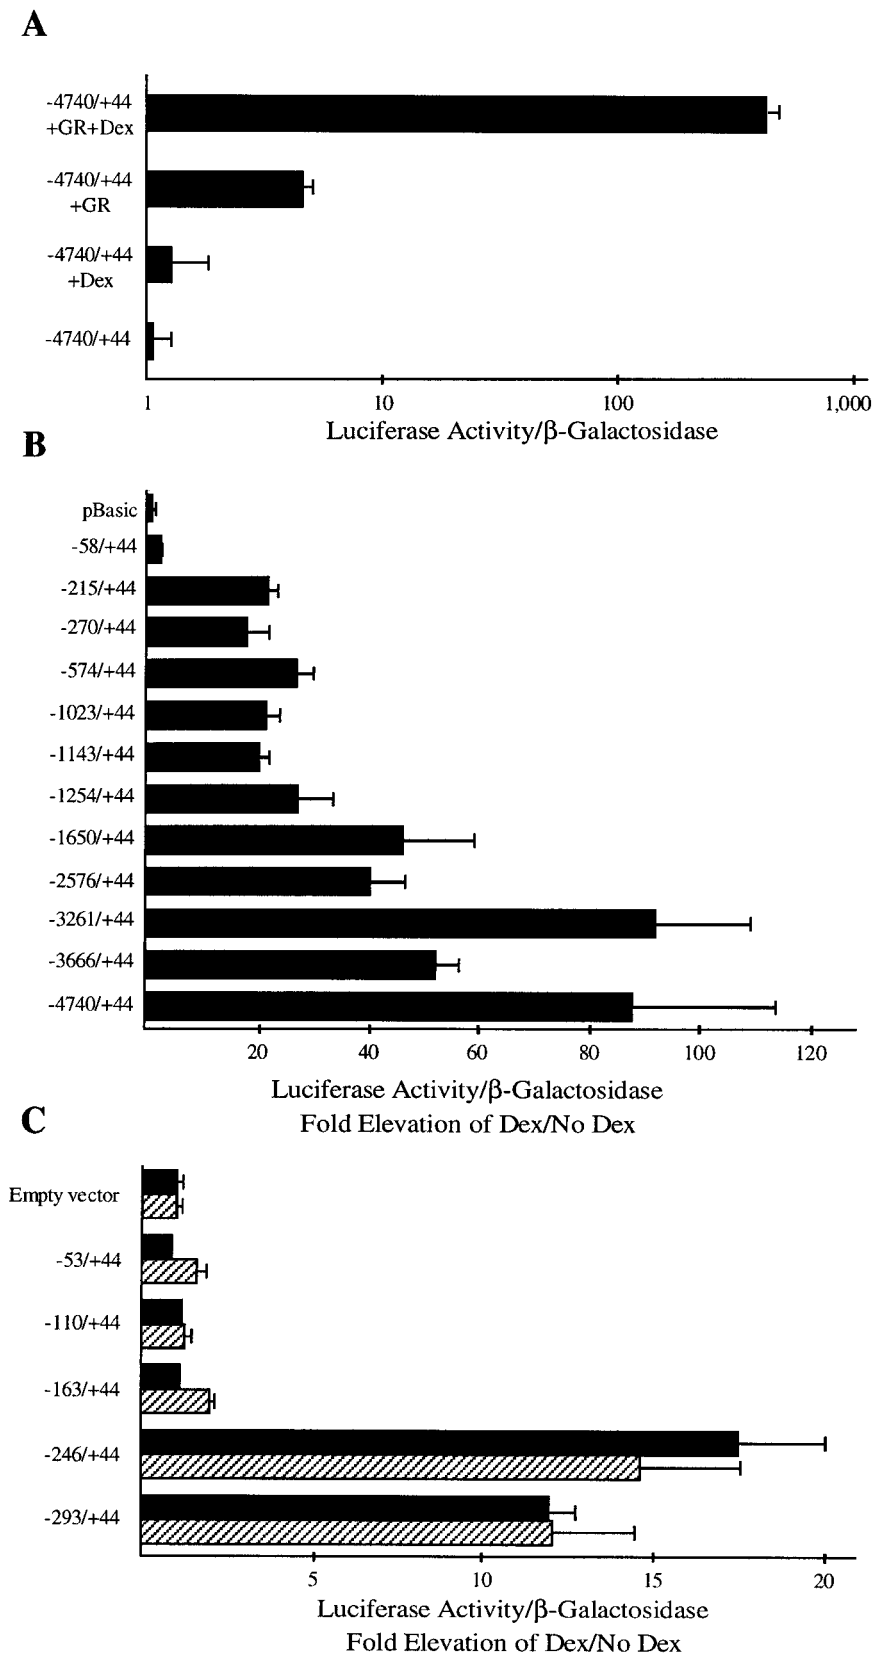 A
-4740/+44
+GR+Dex
-4740/+44
+GR
-4740/+44
+Dex
-4740/+44
1 10 100 1,000
Luciferase Activity/β-Galactosidase
B
pBasic
-58/+44
-215/+44
-270/+44
-574/+44
-1023/+44
-1143/+44
-1254/+44
-1650/+44
-2576/+44
-3261/+44
-3666/+44
-4740/+44
20 40 60 80 100 120
Luciferase Activity/β-Galactosidase
Fold Elevation of Dex/No Dex
C
Empty vector
-53/+44
-110/+44
-163/+44
-246/+44
-293/+44
5 10 15 20
Luciferase Activity/β-Galactosidase
Fold Elevation of Dex/No Dex